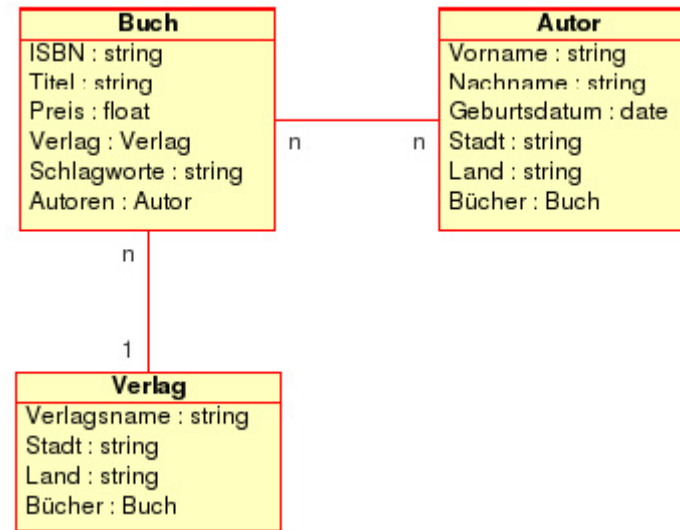 Buch
ISBN : string
Titel : string
Preis : float
Verlag : Verlag
Schlagworte : string
Autoren : Autor
n
n
Autor
Vorname : string
Nachname : string
Geburtsdatum : date
Stadt : string
Land : string
Bücher : Buch
n
1
Verlag
Verlagsname : string
Stadt : string
Land : string
Bücher : Buch